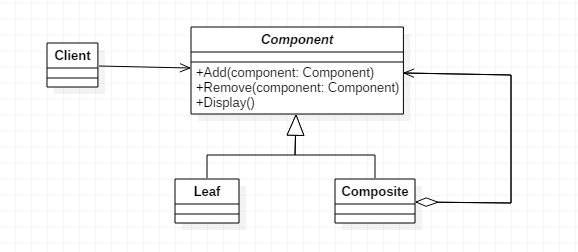 Component
Client
+Add(component: Component)
+Remove(component: Component)
+Display()
Leaf
Composite